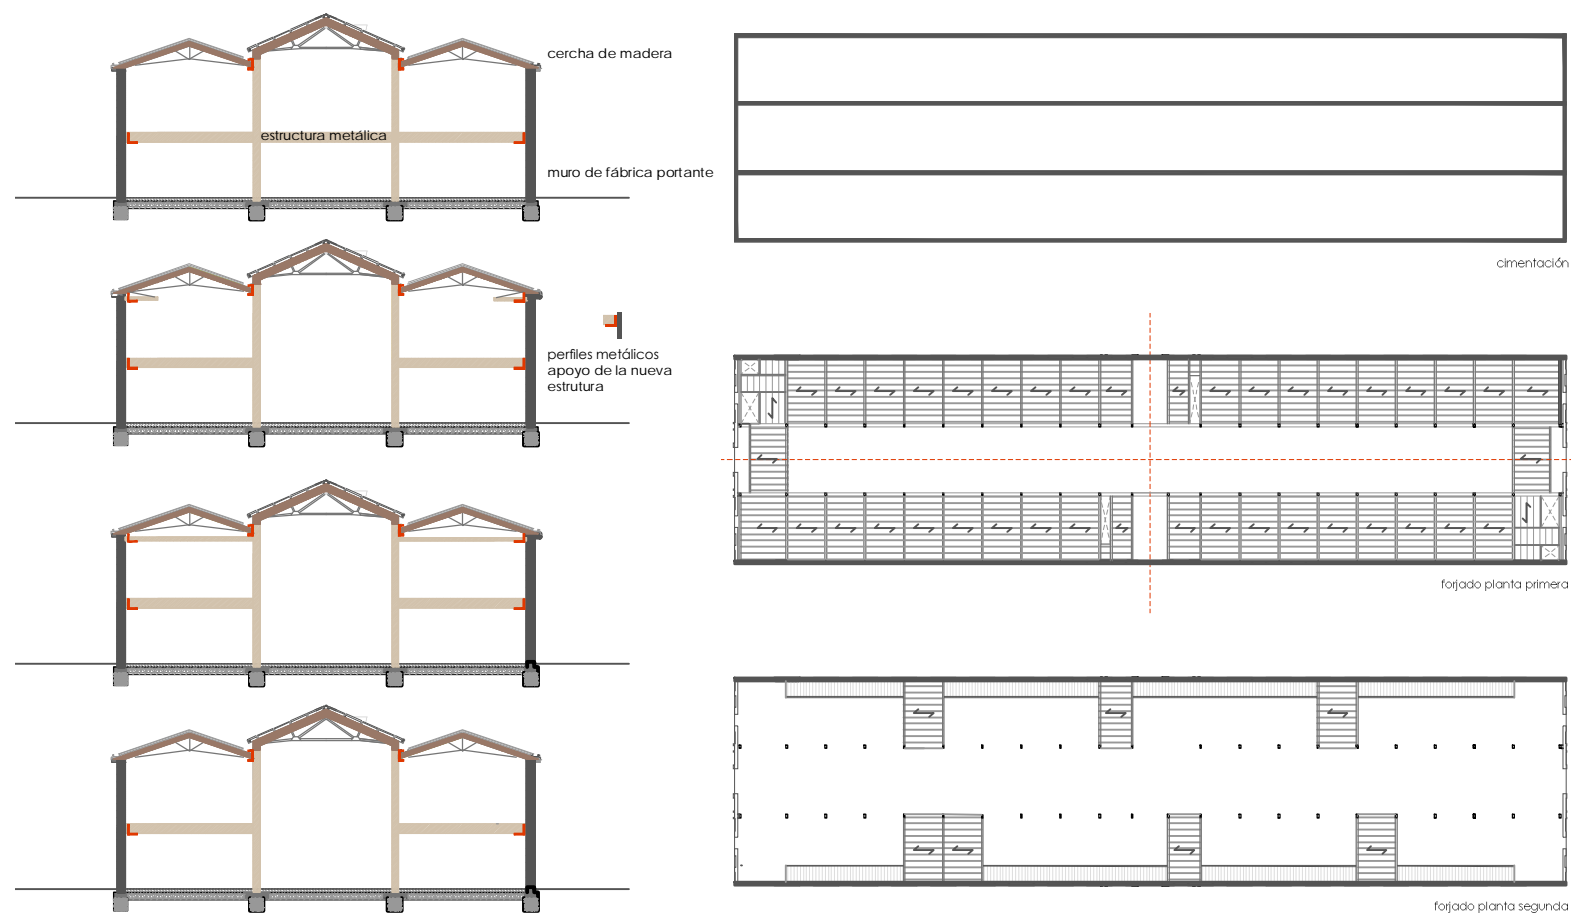 cercha de madera
estructura metálica
muro de fábrica portante
perfiles metálicos
apoyo de la nueva
estrutura
cimentación
forjado planta primera
forjado planta segunda